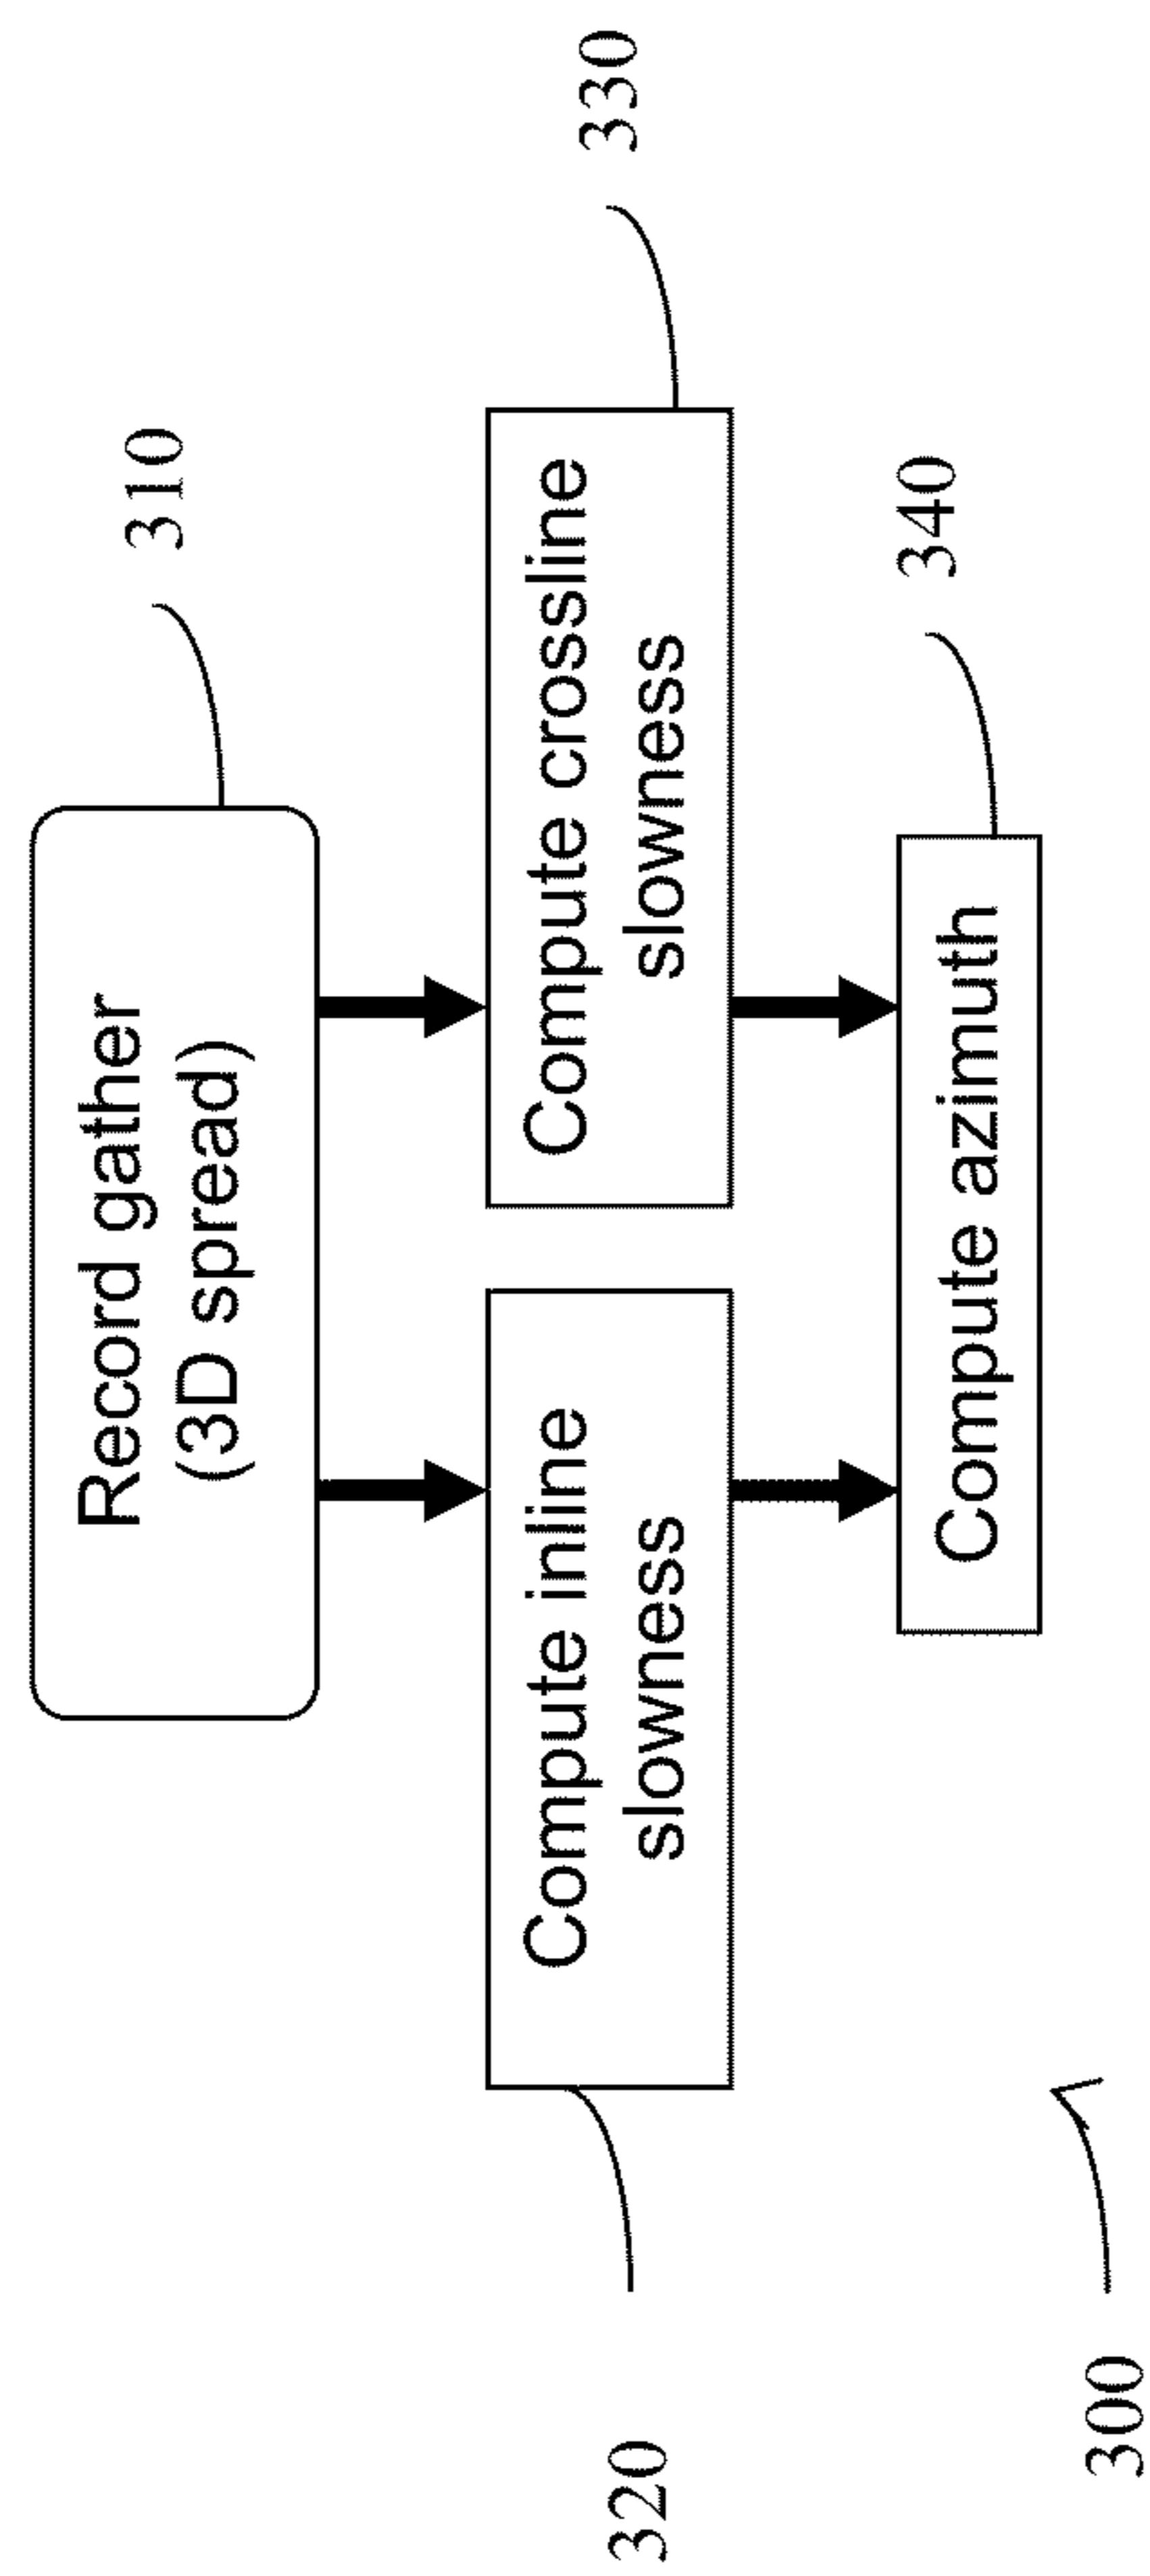 Record gather
(3D spread)
310
Compute inline
slowness
320
Compute crossline
slowness
330
Compute azimuth
340
300